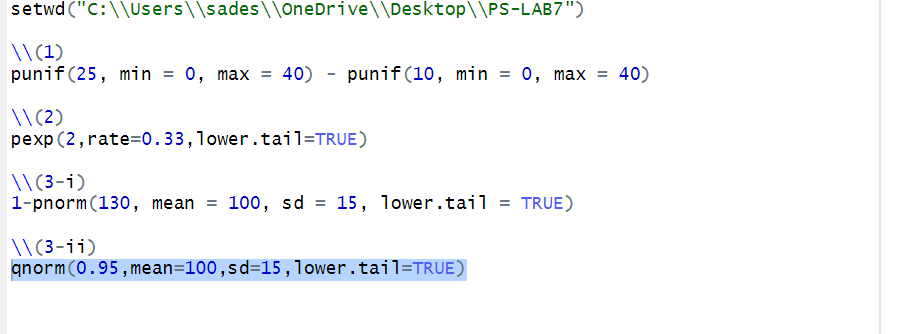 setwd("C:\\Users\\sades\\OneDrive\\Desktop\\PS-LAB7")
\\(1)
punif(25, min = 0, max = 40) - punif(10, min = 0, max = 40)
\\(2)
pexp(2,rate=0.33,lower.tail=TRUE)
\\(3-i)
1-pnorm(130, mean = 100, sd = 15, lower.tail = TRUE)
\\(3-ii)
qnorm(0.95,mean=100,sd=15,lower.tail=TRUE)